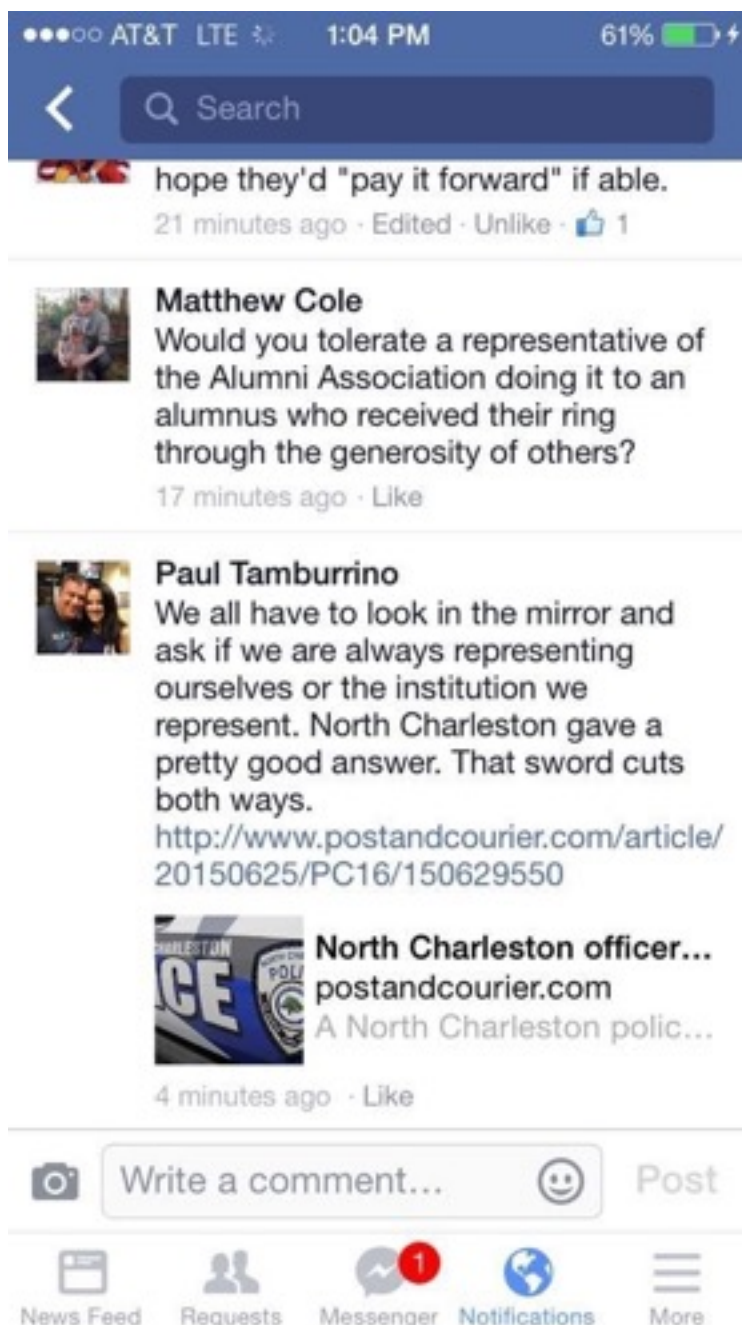 AT&T LTE 1:04 PM 61%
Search
hope they'd "pay it forward" if able.
21 minutes ago · Edited · Unlike · 1
Matthew Cole
Would you tolerate a representative of
the Alumni Association doing it to an
alumnus who received their ring
through the generosity of others?
17 minutes ago · Like
Paul Tamburrino
We all have to look in the mirror and
ask if we are always representing
ourselves or the institution we
represent. North Charleston gave a
pretty good answer. That sword cuts
both ways.
http://www.postandcourier.com/article/
20150625/PC16/150629550
North Charleston officer...
postandcourier.com
A North Charleston polic...
4 minutes ago · Like
Write a comment... Post
1
News Feed Requests Messenger Notifications More